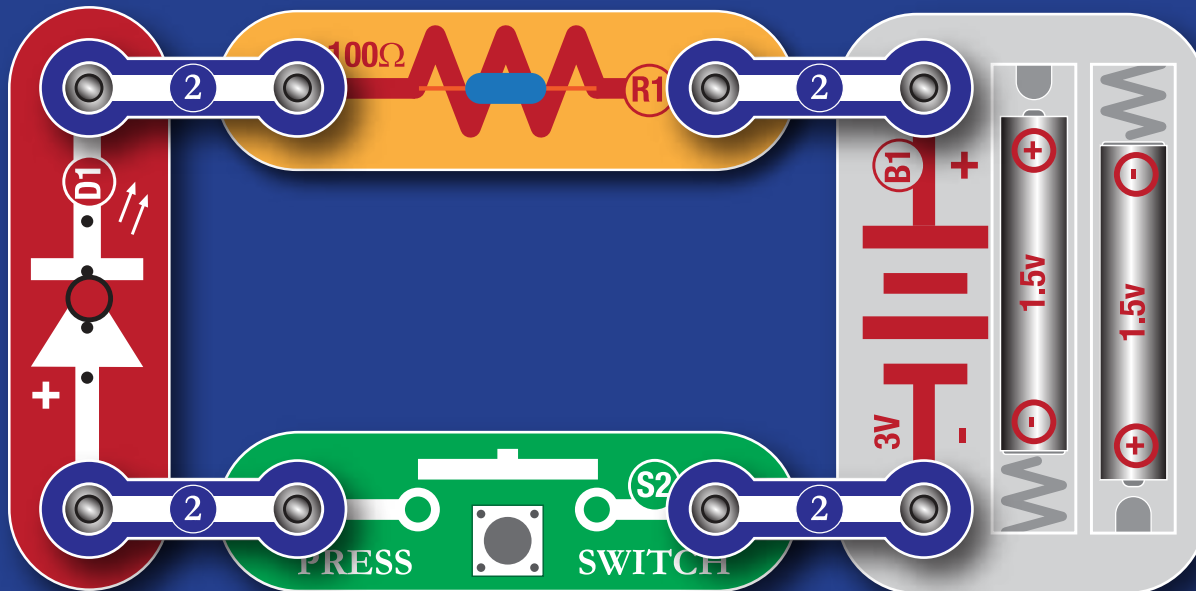 2
100Ω
R1
2
D1
B1
+
+
-
1.5v
1.5v
+
3V
-
-
+
2
S2
2
PRESS
SWITCH